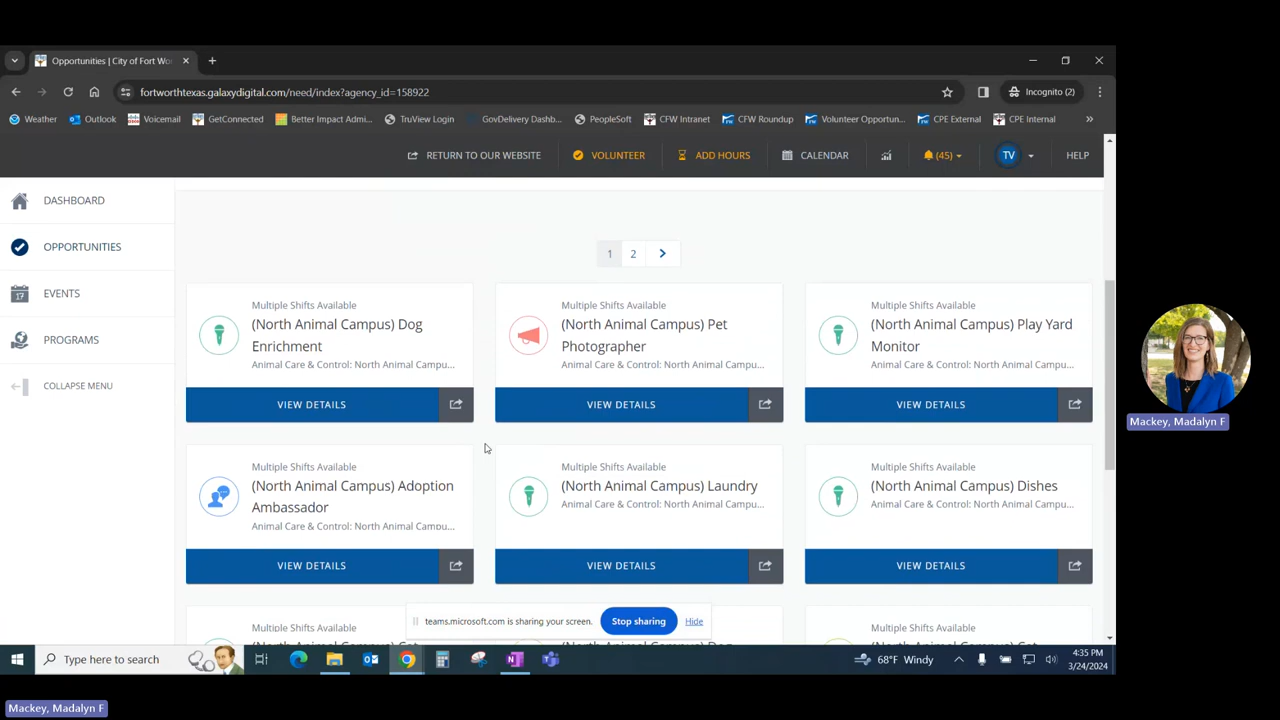 Opportunities | City of Fort Wo
fortworthtexas.galaxydigital.com/need/index?agency_id=158922
Incognito (2)
Weather
Outlook
Voicemail
GetConnected
Better Impact Admi...
TruView Login
GovDelivery Dashb...
PeopleSoft
CFW Intranet
CFW Roundup
Volunteer Opportun...
CPE External
CPE Internal
»
RETURN TO OUR WEBSITE
VOLUNTEER
ADD HOURS
CALENDAR
(45)
TV
HELP
DASHBOARD
OPPORTUNITIES
17
EVENTS
PROGRAMS
COLLAPSE MENU
1
2
Multiple Shifts Available
(North Animal Campus) Dog
Enrichment
Animal Care & Control: North Animal Campu...
VIEW DETAILS
Multiple Shifts Available
(North Animal Campus) Pet
Photographer
Animal Care & Control: North Animal Campu...
VIEW DETAILS
Multiple Shifts Available
(North Animal Campus) Play Yard
Monitor
Animal Care & Control: North Animal Campu...
VIEW DETAILS
Multiple Shifts Available
(North Animal Campus) Adoption
Ambassador
Animal Care & Control: North Animal Campu...
VIEW DETAILS
Multiple Shifts Available
(North Animal Campus) Laundry
Animal Care & Control: North Animal Campu...
VIEW DETAILS
Multiple Shifts Available
(North Animal Campus) Dishes
Animal Care & Control: North Animal Campu...
VIEW DETAILS
Multiple Shifts Available
teams.microsoft.com is sharing your screen.
Stop sharing
Hide
Type here to search
68°F Windy
4:35 PM
3/24/2024
Mackey, Madalyn F
Mackey, Madalyn F